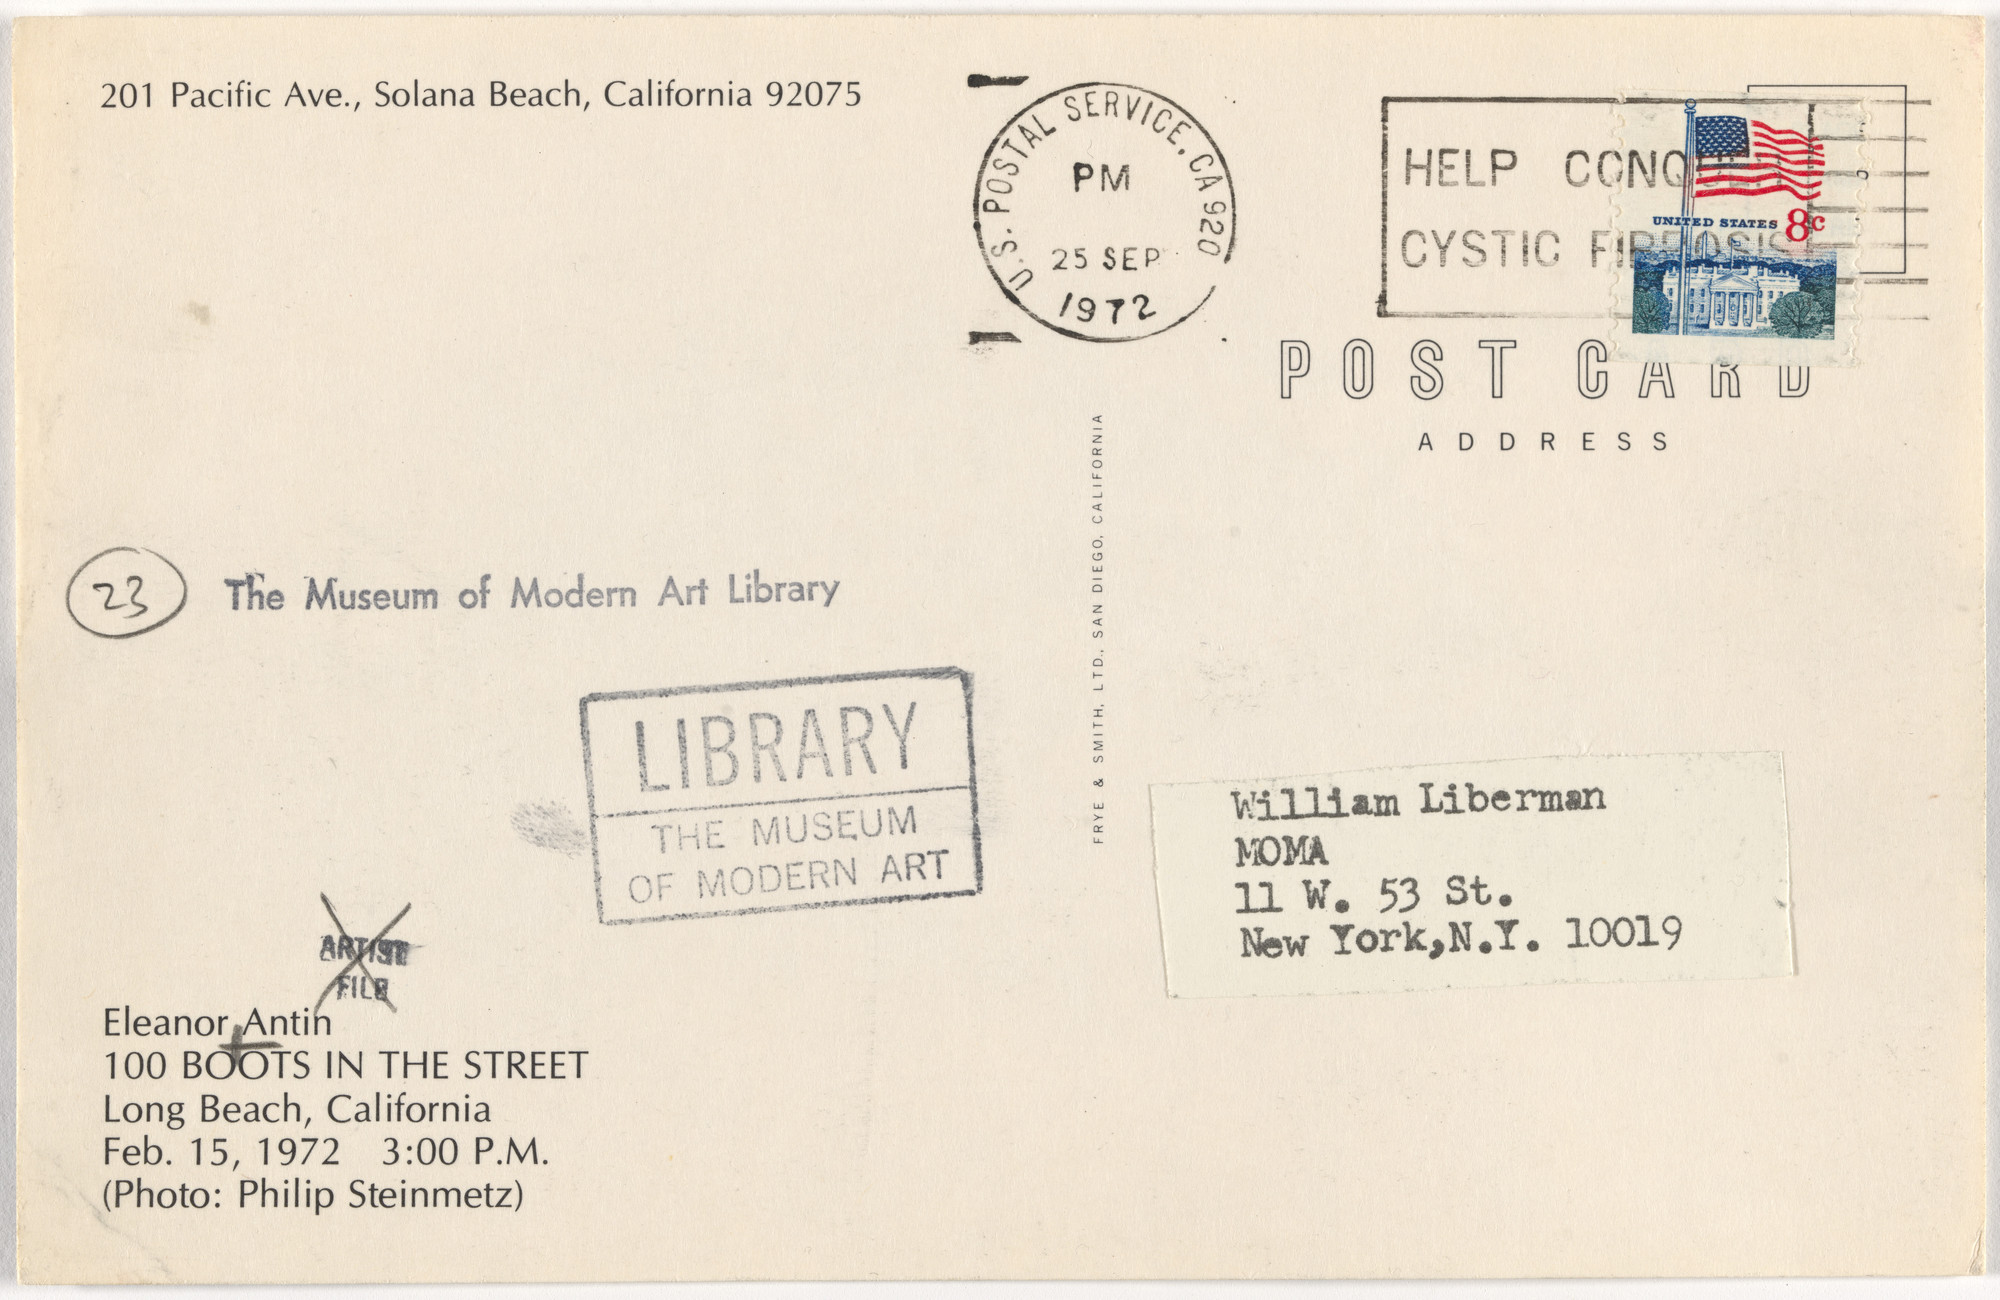 201 Pacific Ave., Solana Beach, California 92075
U.S. POSTAL SERVICE, CA 920
PM
25 SEP
1972
HELP CONQUER
CYSTIC FIBROSIS
UNITED STATES 8c
POST CARD
ADDRESS
FRYE & SMITH, LTD., SAN DIEGO, CALIFORNIA
23
The Museum of Modern Art Library
LIBRARY
THE MUSEUM
OF MODERN ART
William Liberman
MOMA
11 W. 53 St.
New York,N.Y. 10019
ARTIST
FILE
Eleanor Antin
100 BOOTS IN THE STREET
Long Beach, California
Feb. 15, 1972 3:00 P.M.
(Photo: Philip Steinmetz)